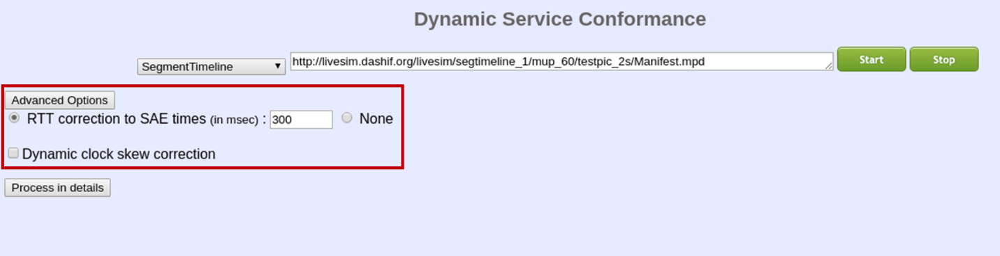 Dynamic Service Conformance
SegmentTimeline http://livesim.dashif.org/livesim/segtimeline_1/mup_60/testpic_2s/Manifest.mpd Start Stop
Advanced Options
RTT correction to SAE times (in msec) : 300 None
Dynamic clock skew correction
Process in details